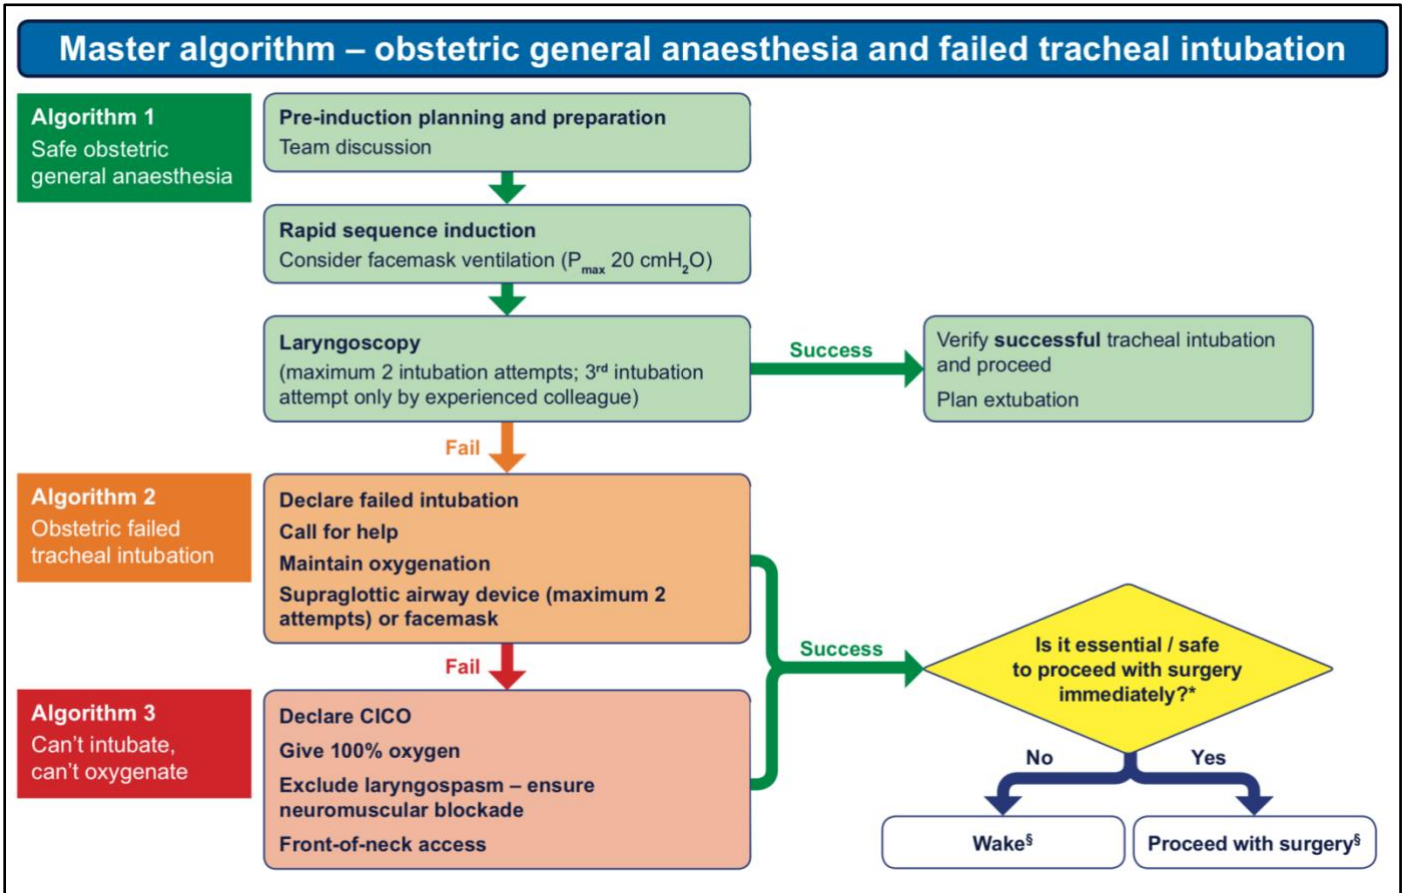 Master algorithm – obstetric general anaesthesia and failed tracheal intubation
Algorithm 1
Safe obstetric
general anaesthesia
Pre-induction planning and preparation
Team discussion
Rapid sequence induction
Consider facemask ventilation (Pmax 20 cmH2O)
Laryngoscopy
(maximum 2 intubation attempts; 3rd intubation
attempt only by experienced colleague)
Success
Verify successful tracheal intubation
and proceed
Plan extubation
Fail
Algorithm 2
Obstetric failed
tracheal intubation
Declare failed intubation
Call for help
Maintain oxygenation
Supraglottic airway device (maximum 2
attempts) or facemask
Success
Is it essential / safe
to proceed with surgery
immediately?*
Fail
Algorithm 3
Can't intubate,
can't oxygenate
Declare CICO
Give 100% oxygen
Exclude laryngospasm – ensure
neuromuscular blockade
Front-of-neck access
No
Yes
Wake§
Proceed with surgery§